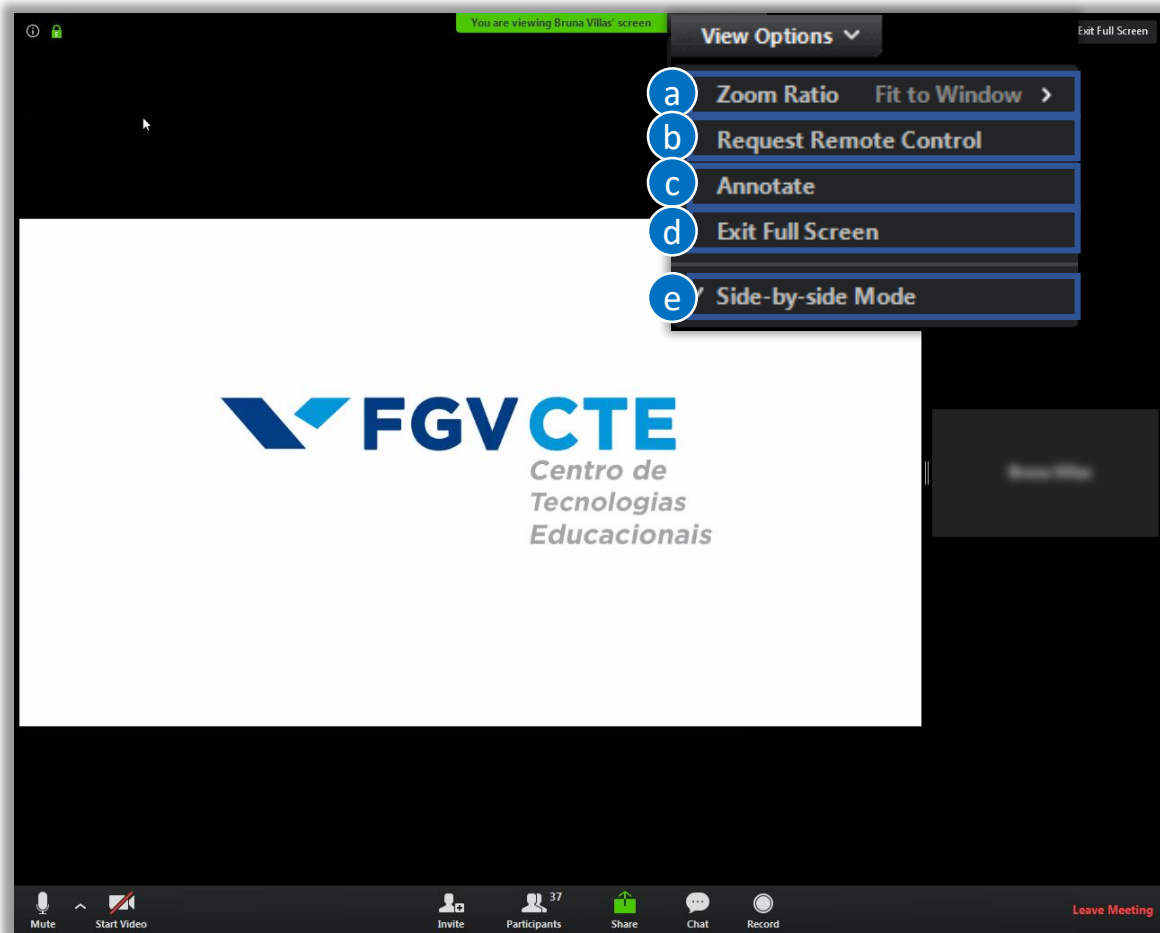 You are viewing Bruna Villas' screen
View Options
Exit Full Screen
a Zoom Ratio Fit to Window >
b Request Remote Control
c Annotate
d Exit Full Screen
e Side-by-side Mode
FGV CTE
Centro de
Tecnologias
Educacionais
Bruna Villas
Mute
Start Video
Invite
37
Participants
Share
Chat
Record
Leave Meeting